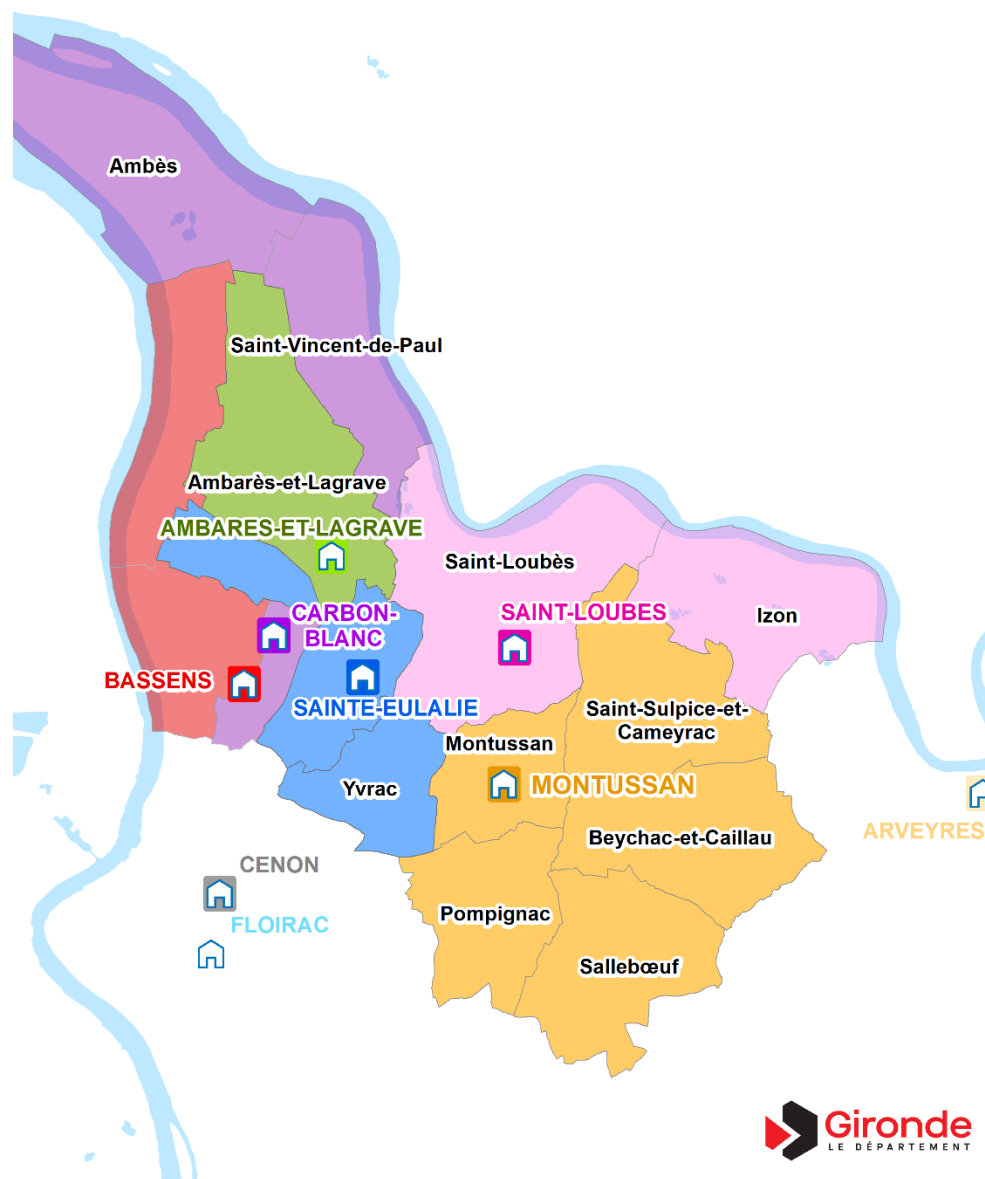 Ambès
Saint-Vincent-de-Paul
Ambarès-et-Lagrave
AMBARES-ET-LAGRAVE
Saint-Loubès
CARBON-
BLANC
SAINT-LOUBES
Izon
BASSENS
SAINTE-EULALIE
Saint-Sulpice-et-
Cameyrac
Montussan
MONTUSSAN
Yvrac
ARVEYRES
Beychac-et-Caillau
CENON
Pompignac
FLOIRAC
Sallebœuf
Gironde
LE DÉPARTEMENT